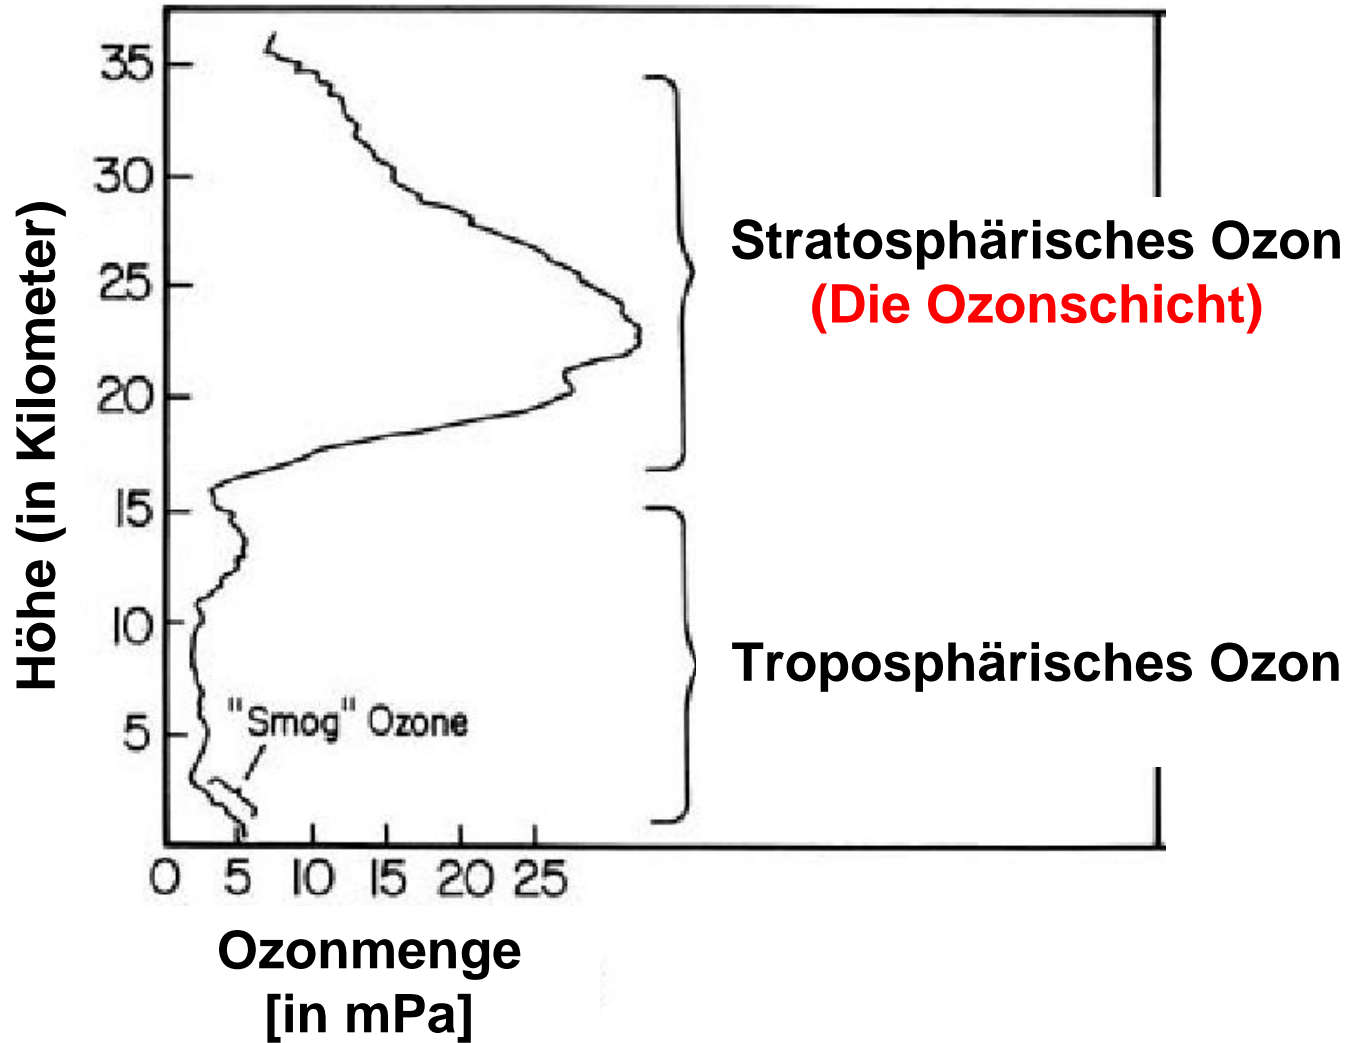 35
30
25
20
15
10
5
Höhe (in Kilometer)
Stratosphärisches Ozon
(Die Ozonschicht)
Troposphärisches Ozon
"Smog" Ozone
0 5 10 15 20 25
Ozonmenge
[in mPa]